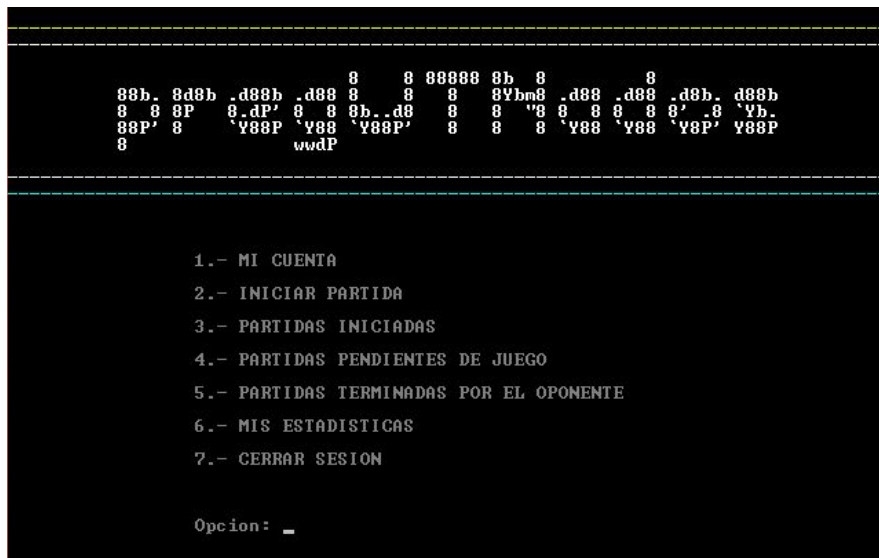 PreguntTados
1.- MI CUENTA
2.- INICIAR PARTIDA
3.- PARTIDAS INICIADAS
4.- PARTIDAS PENDIENTES DE JUEGO
5.- PARTIDAS TERMINADAS POR EL OPONENTE
6.- MIS ESTADISTICAS
7.- CERRAR SESION
Opcion: _